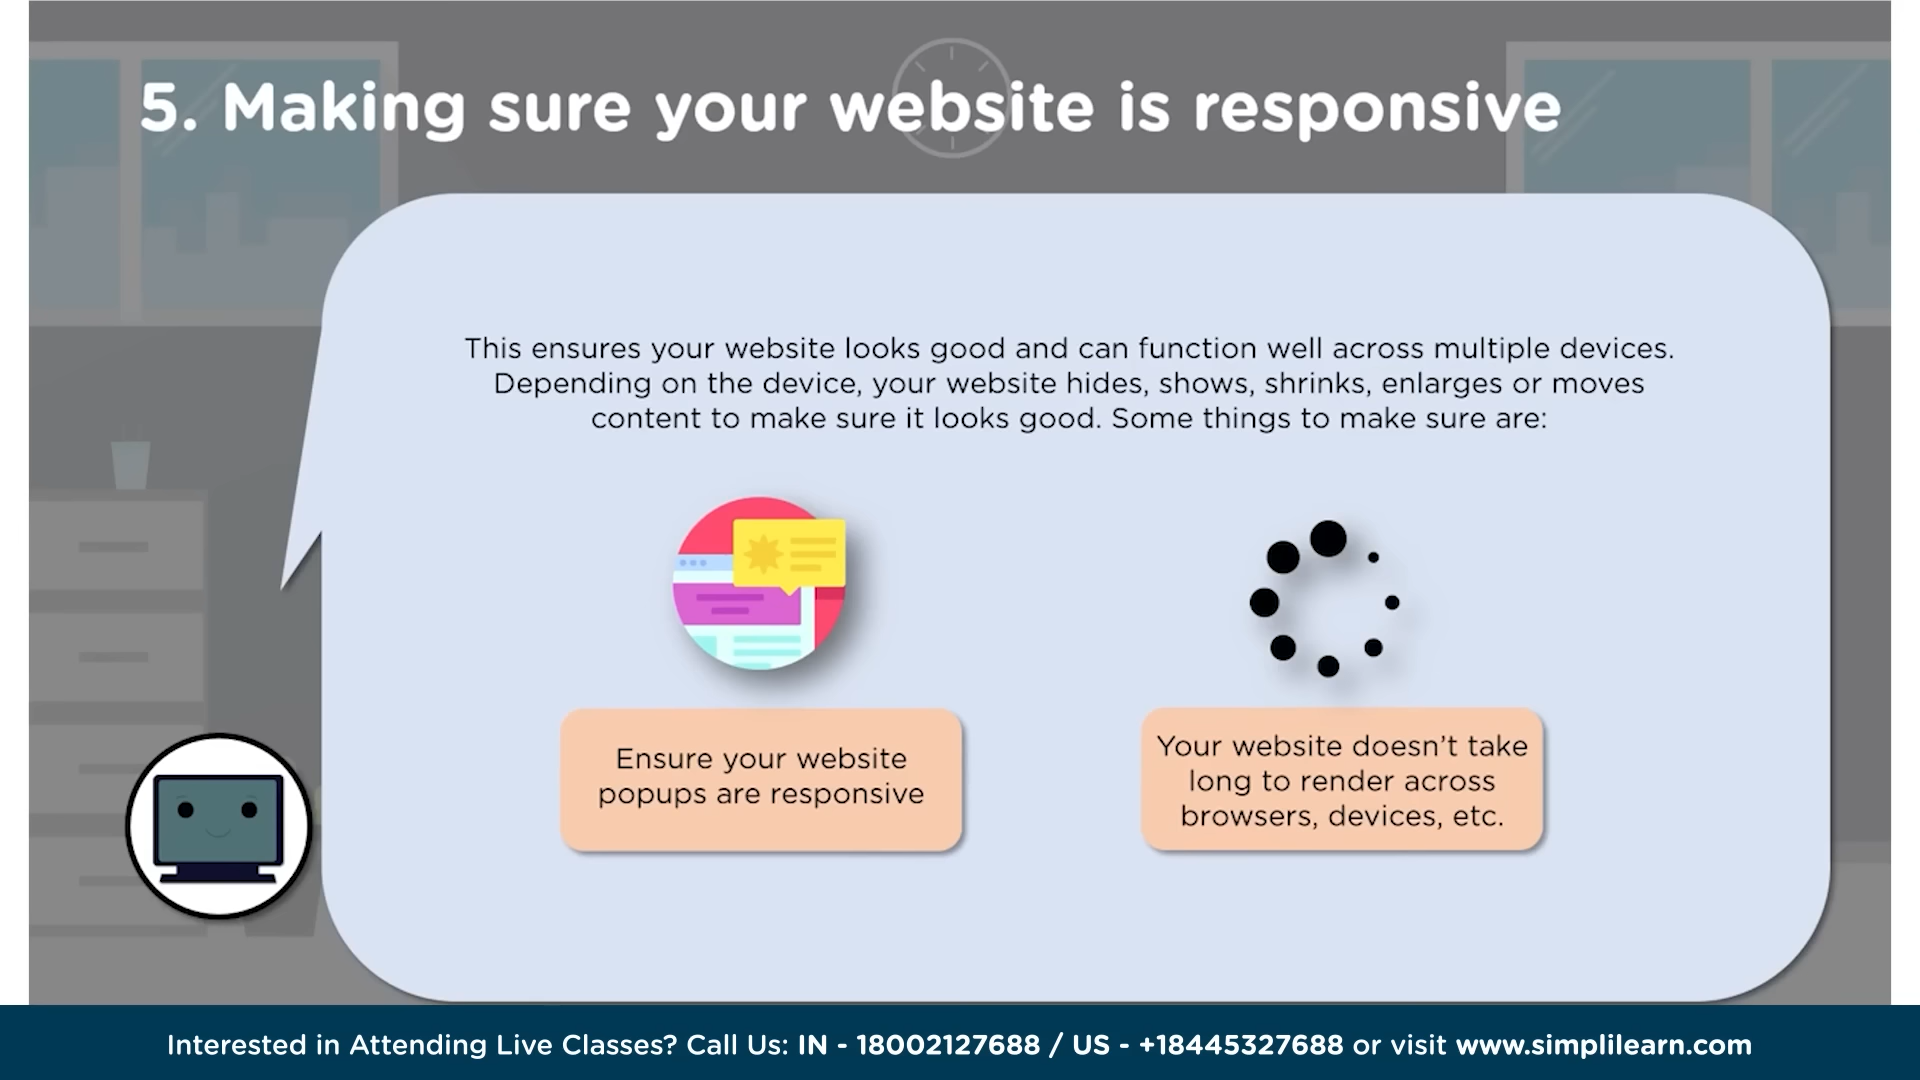 5. Making sure your website is responsive
This ensures your website looks good and can function well across multiple devices.
Depending on the device, your website hides, shows, shrinks, enlarges or moves
content to make sure it looks good. Some things to make sure are:
Ensure your website
popups are responsive
Your website doesn't take
long to render across
browsers, devices, etc.
Interested in Attending Live Classes? Call Us: IN - 18002127688 / US - +18445327688 or visit www.simplilearn.com